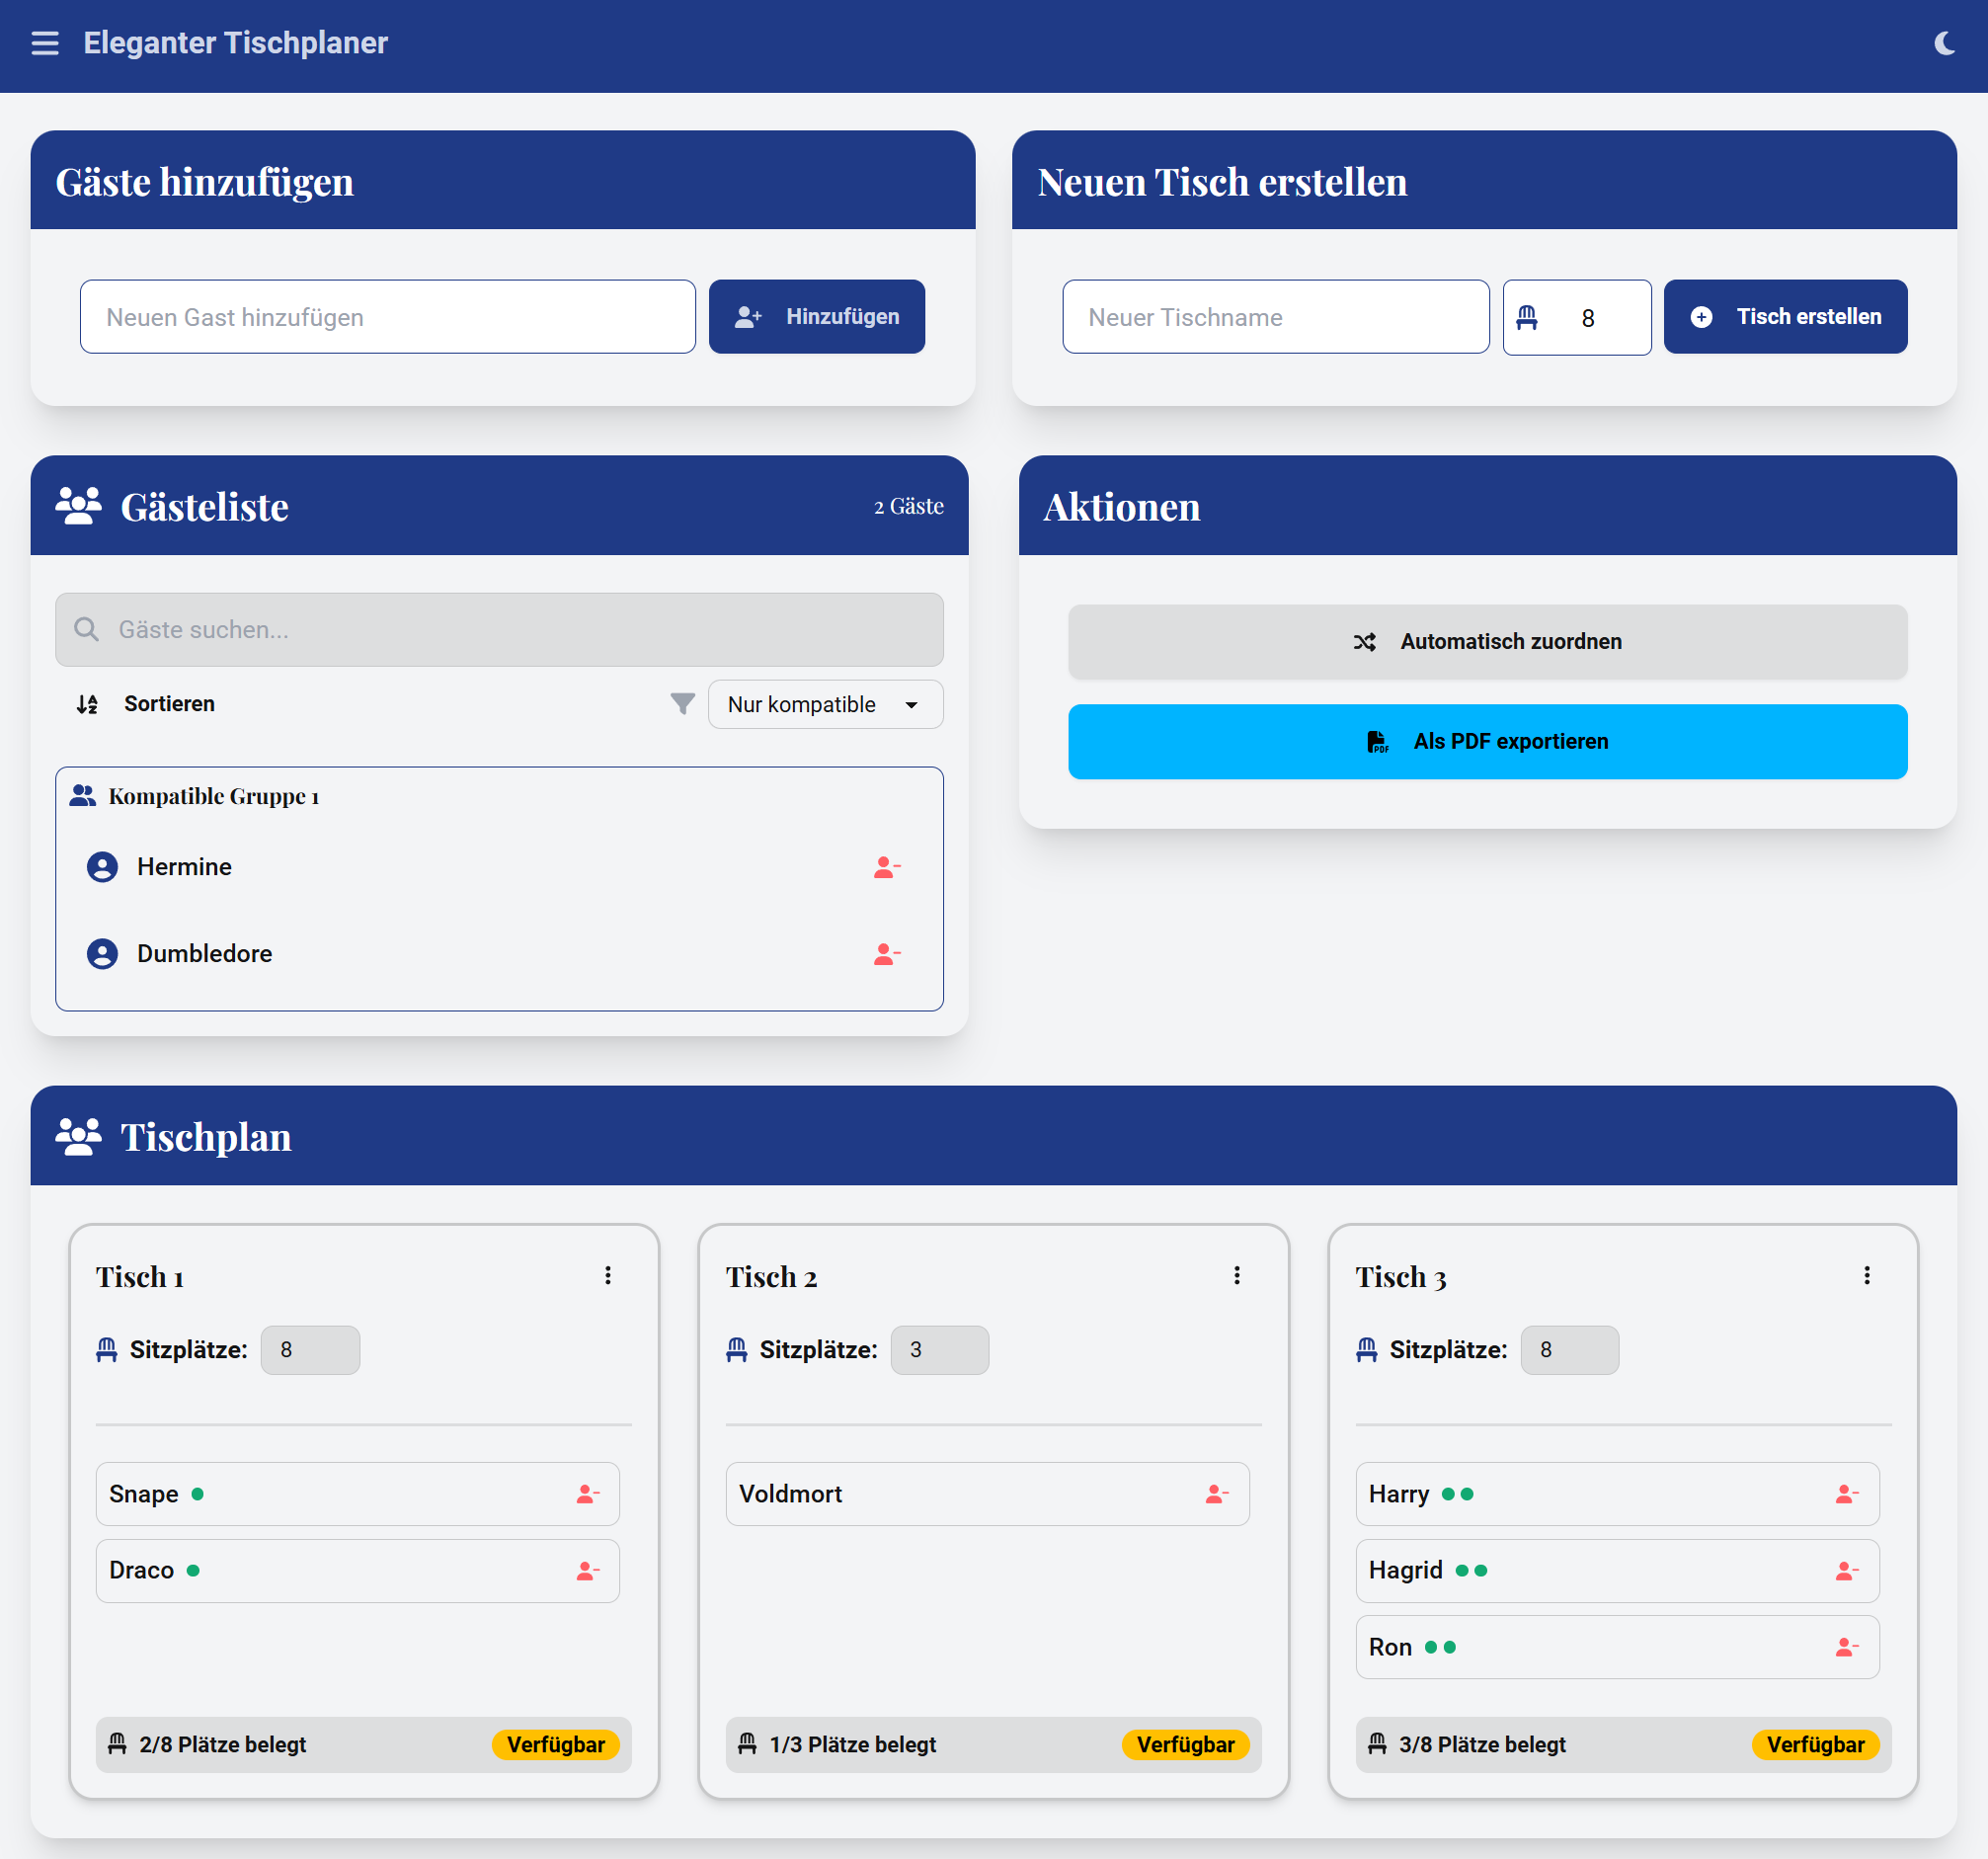 Eleganter Tischplaner
Gäste hinzufügen
Neuen Gast hinzufügen
Hinzufügen
Neuen Tisch erstellen
Neuer Tischname
8
Tisch erstellen
Gästeliste
2 Gäste
Gäste suchen...
Sortieren
Nur kompatible
Kompatible Gruppe 1
Hermine
Dumbledore
Aktionen
Automatisch zuordnen
PDF Als PDF exportieren
Tischplan
Tisch 1
Sitzplätze: 8
Snape
Draco
2/8 Plätze belegt Verfügbar
Tisch 2
Sitzplätze: 3
Voldmort
1/3 Plätze belegt Verfügbar
Tisch 3
Sitzplätze: 8
Harry
Hagrid
Ron
3/8 Plätze belegt Verfügbar